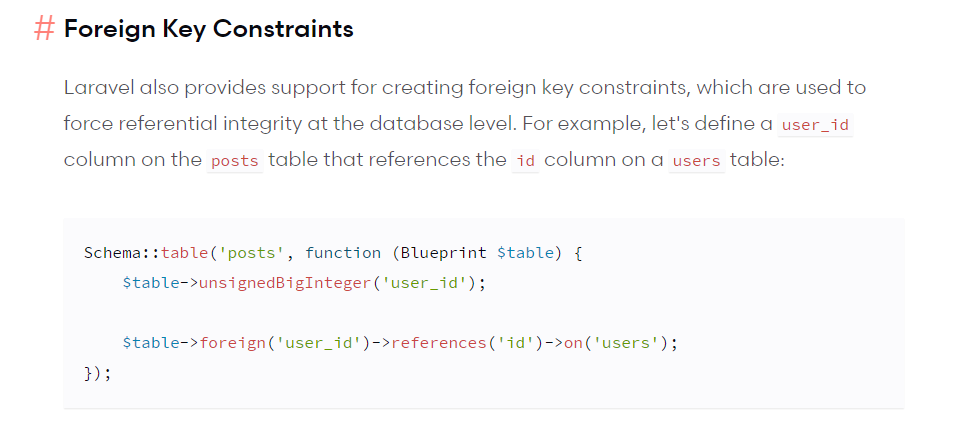 # Foreign Key Constraints
Laravel also provides support for creating foreign key constraints, which are used to
force referential integrity at the database level. For example, let's define a user_id
column on the posts table that references the id column on a users table:
Schema::table('posts', function (Blueprint $table) {
    $table->unsignedBigInteger('user_id');
    $table->foreign('user_id')->references('id')->on('users');
});